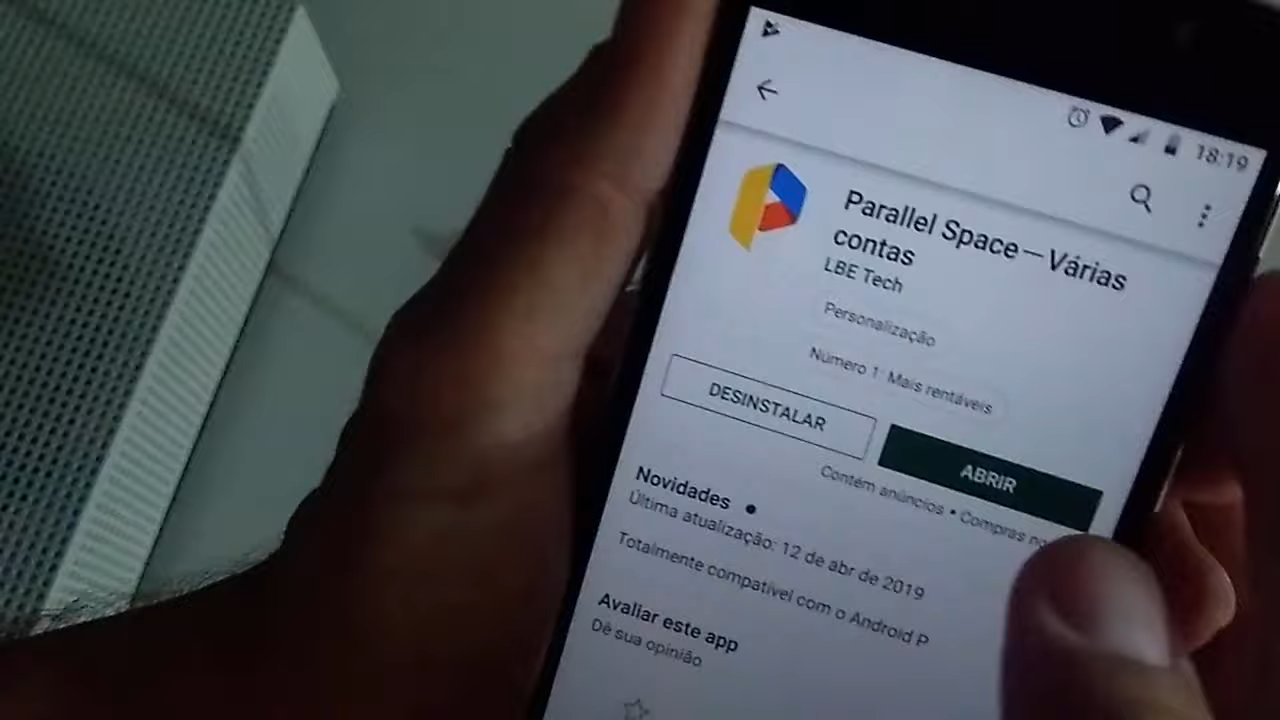 18:19
Parallel Space—Várias
contas
LBE Tech
Personalização
Número 1: Mais rentáveis
DESINSTALAR
ABRIR
Contém anúncios • Compras no
Novidades
Última atualização: 12 de abr de 2019
Totalmente compatível com o Android P
Avaliar este app
Dê sua opinião